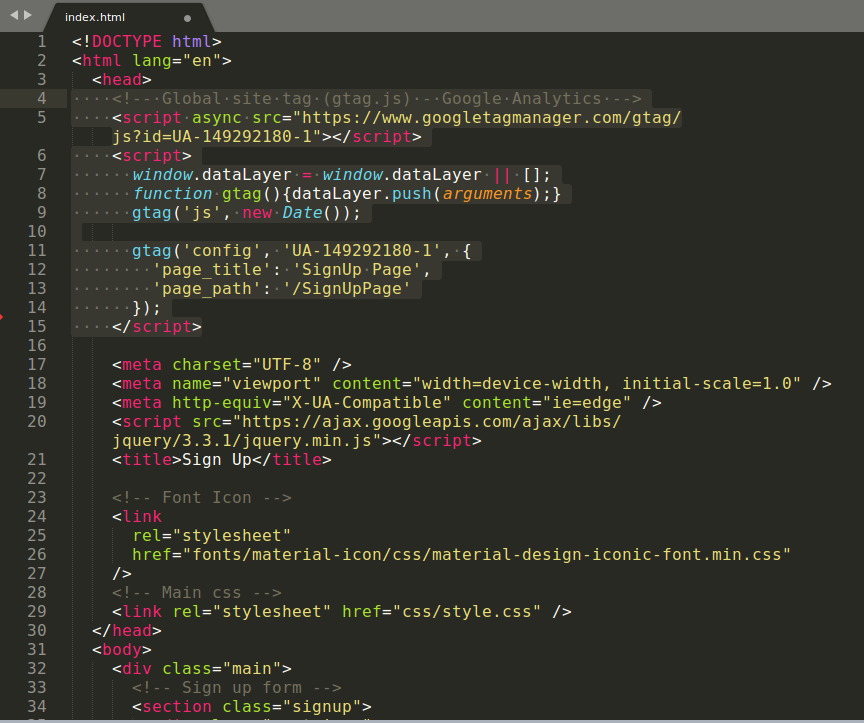 index.html
1 <!DOCTYPE html>
2 <html lang="en">
3 <head>
4 <!-- Global site tag (gtag.js) - Google Analytics -->
5 <script async src="https://www.googletagmanager.com/gtag/
js?id=UA-149292180-1"></script>
6 <script>
7 window.dataLayer = window.dataLayer || [];
8 function gtag(){dataLayer.push(arguments);}
9 gtag('js', new Date());
10
11 gtag('config', 'UA-149292180-1', {
12 'page_title': 'SignUp Page',
13 'page_path': '/SignUpPage'
14 });
15 </script>
16
17 <meta charset="UTF-8" />
18 <meta name="viewport" content="width=device-width, initial-scale=1.0" />
19 <meta http-equiv="X-UA-Compatible" content="ie=edge" />
20 <script src="https://ajax.googleapis.com/ajax/libs/
jquery/3.3.1/jquery.min.js"></script>
21 <title>Sign Up</title>
22
23 <!-- Font Icon -->
24 <link
25 rel="stylesheet"
26 href="fonts/material-icon/css/material-design-iconic-font.min.css"
27 />
28 <!-- Main css -->
29 <link rel="stylesheet" href="css/style.css" />
30 </head>
31 <body>
32 <div class="main">
33 <!-- Sign up form -->
34 <section class="signup">